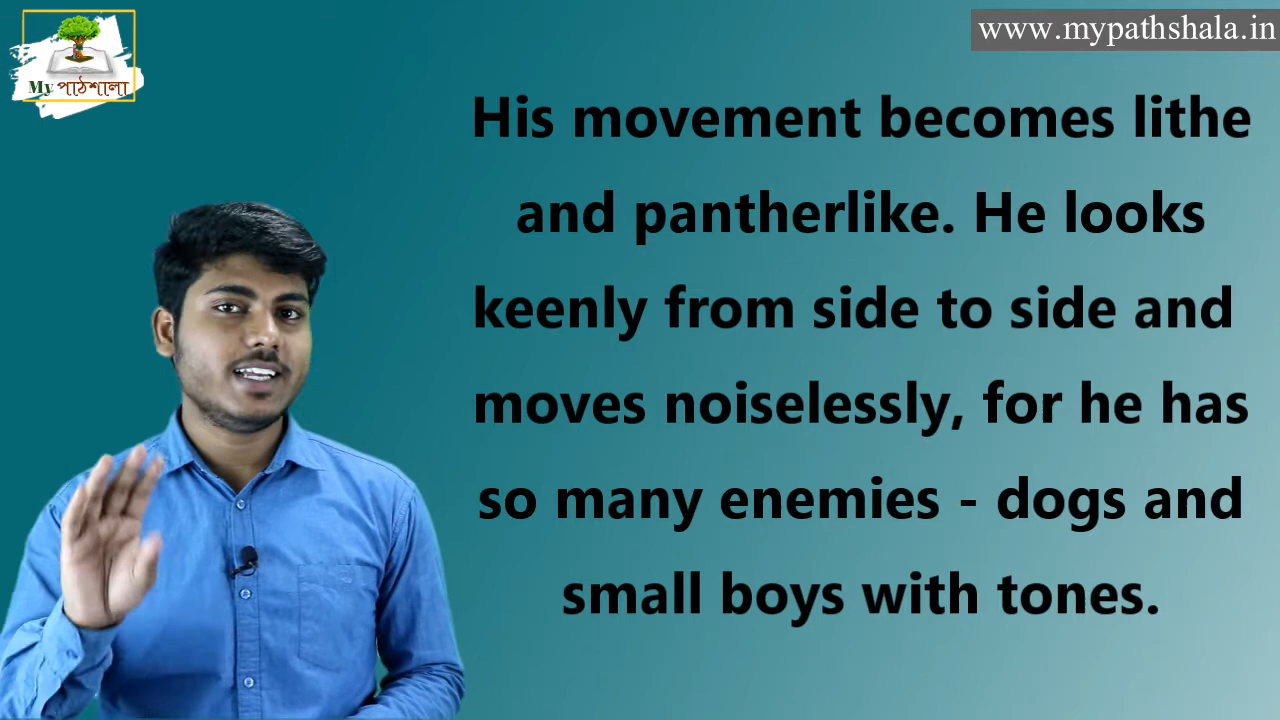 My পাঠশালা
www.mypathshala.in
His movement becomes lithe
and pantherlike. He looks
keenly from side to side and
moves noiselessly, for he has
so many enemies - dogs and
small boys with tones.